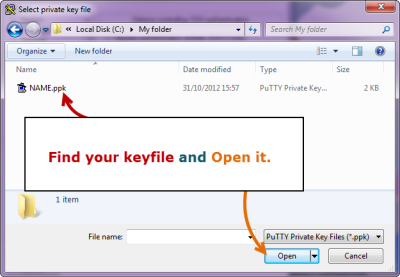 Select private key file
« Local Disk (C:) ▸ My folder
Search My folder
Organize
New folder
Name
Date modified
Type
Size
NAME.ppk
31/10/2012 15:57
PuTTY Private Key...
2 KB
Find your keyfile and Open it.
1 item
File name:
PuTTY Private Key Files (*.ppk)
Open
Cancel